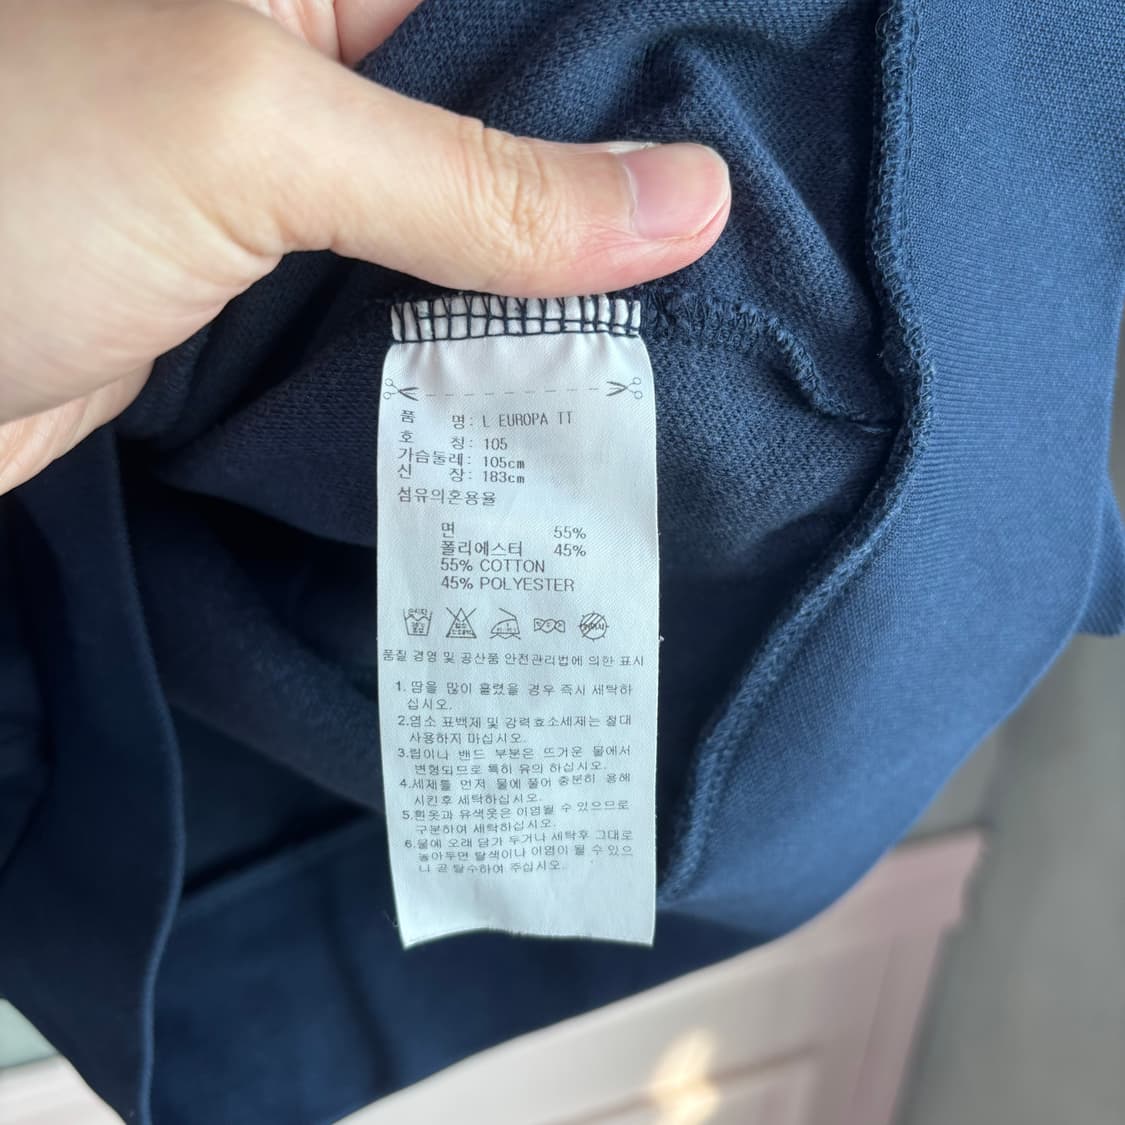 품 명: L EUROPA TT
호 칭: 105
가슴둘레: 105cm
신 장: 183cm
섬유의혼용율
면 55%
폴리에스터 45%
55% COTTON
45% POLYESTER
품질 경영 및 공산품 안전관리법에 의한 표시
1. 땀을 많이 흘렸을 경우 즉시 세탁하
십시오.
2.염소 표백제 및 강력효소세제는 절대
사용하지 마십시오.
3.립이나 밴드 부분은 뜨거운 물에서
변형되므로 특히 유의 하십시오.
4.세제를 먼저 물에 풀어 충분히 용해
시킨후 세탁하십시오.
5.흰옷과 유색옷은 이염될 수 있으므로
구분하여 세탁하십시오.
6.물에 오래 담가 두거나 세탁후 그대로
놓아두면 탈색이나 이염이 될 수 있으
니 곧 탈수하여 주십시오.